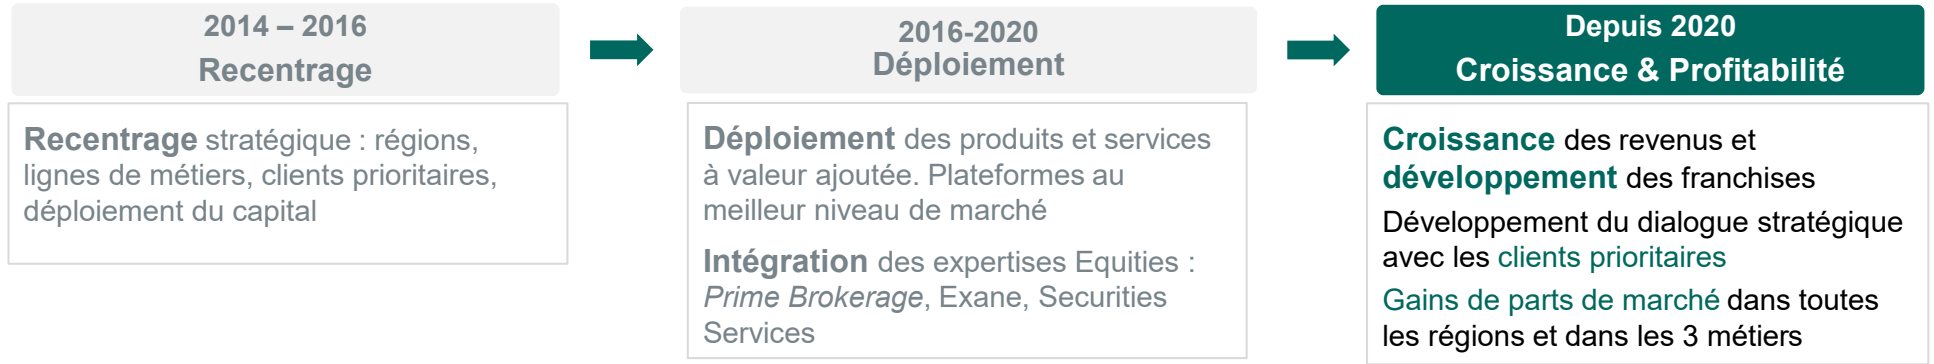 2014 – 2016
Recentrage
Recentrage stratégique : régions,
lignes de métiers, clients prioritaires,
déploiement du capital
2016-2020
Déploiement
Déploiement des produits et services
à valeur ajoutée. Plateformes au
meilleur niveau de marché
Intégration des expertises Equities :
Prime Brokerage, Exane, Securities
Services
Depuis 2020
Croissance & Profitabilité
Croissance des revenus et
développement des franchises
Développement du dialogue stratégique
avec les clients prioritaires
Gains de parts de marché dans toutes
les régions et dans les 3 métiers